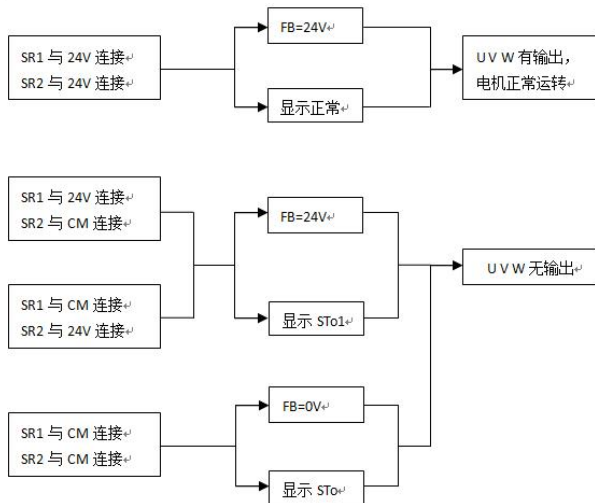 SR1 与 24V 连接↵
SR2 与 24V 连接↵
FB=24V↵
显示正常↵
U V W 有输出，
电机正常运转↵
SR1 与 24V 连接↵
SR2 与 CM 连接↵
SR1 与 CM 连接↵
SR2 与 24V 连接↵
FB=24V↵
显示 STo1↵
U V W 无输出↵
SR1 与 CM 连接↵
SR2 与 CM 连接↵
FB=0V↵
显示 STo↵